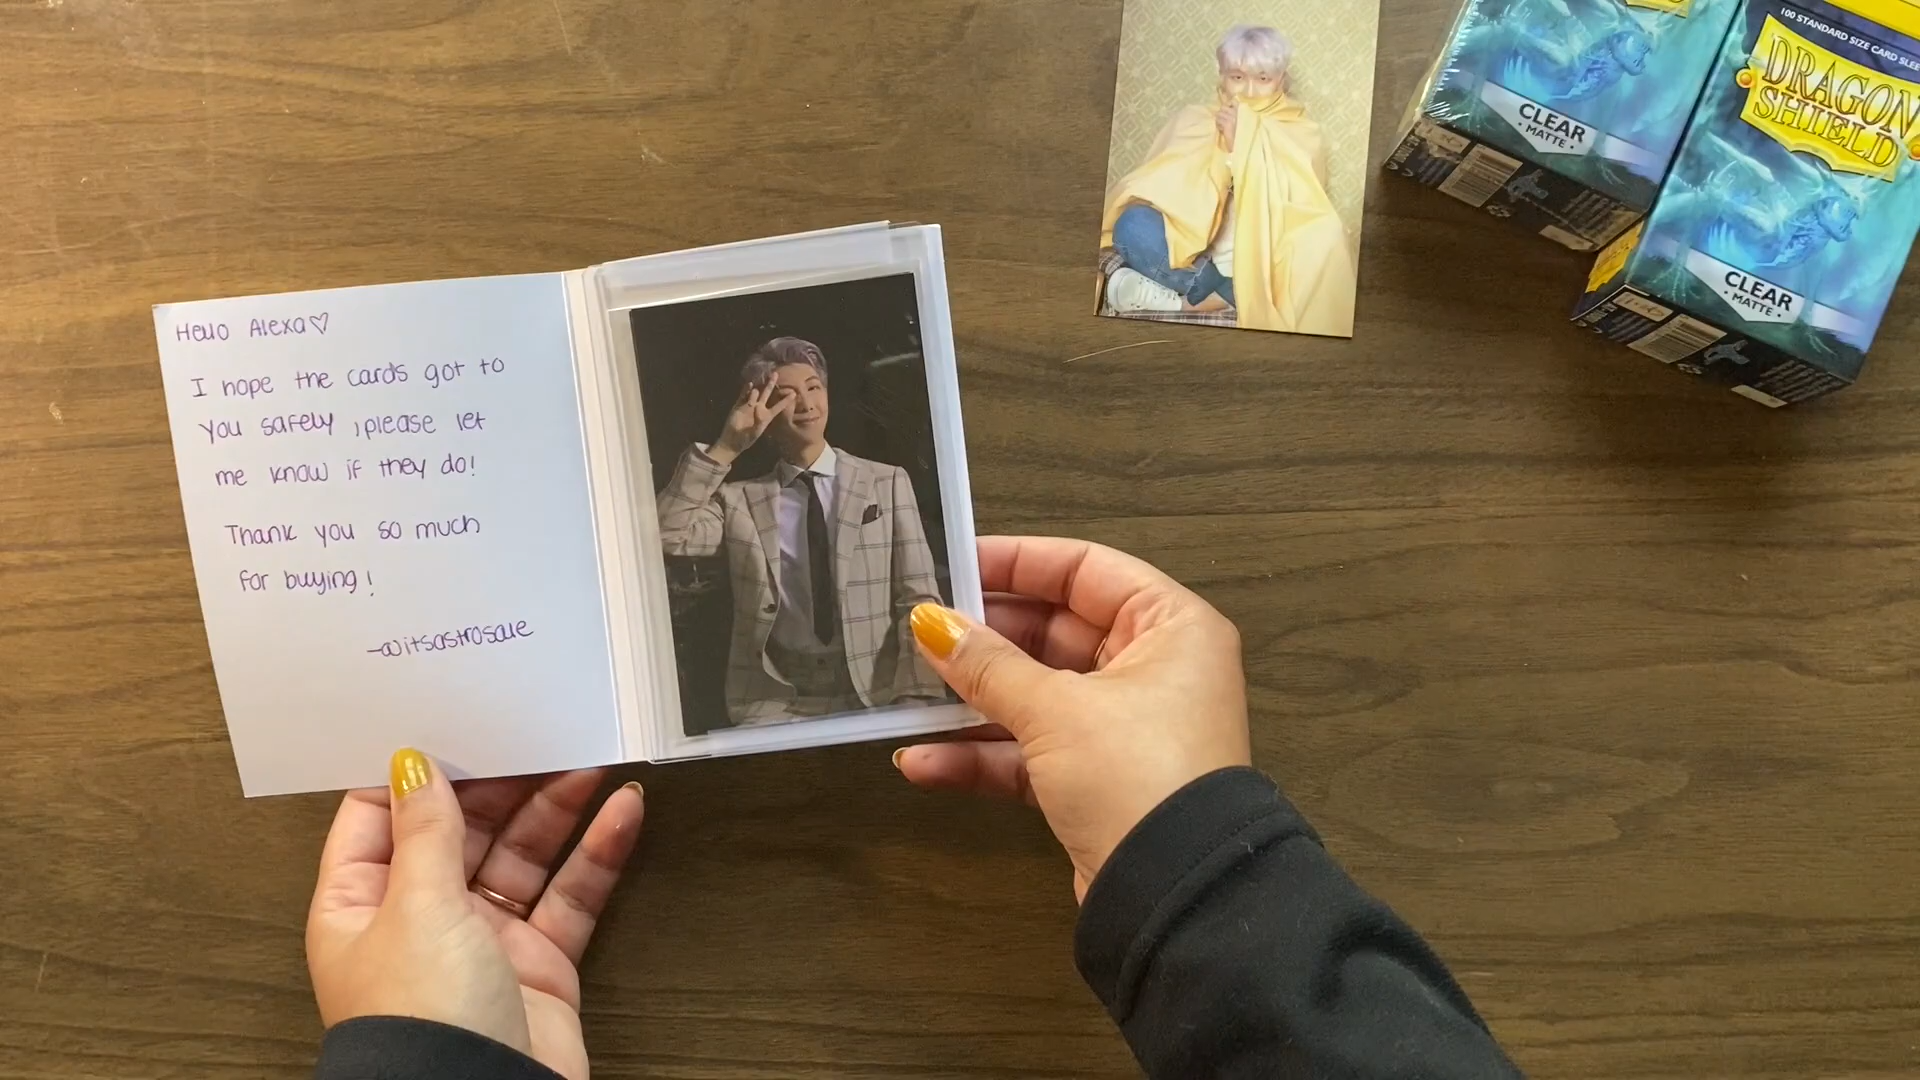 Hello Alexa♡
I hope the cards got to
you safely, please let
me know if they do!
Thank you so much
for buying!
-@itsastrosale
CLEAR
• MATTE •
100 STANDARD SIZE CARD SLEE
DRAGON
SHIELD
CLEAR
• MATTE •